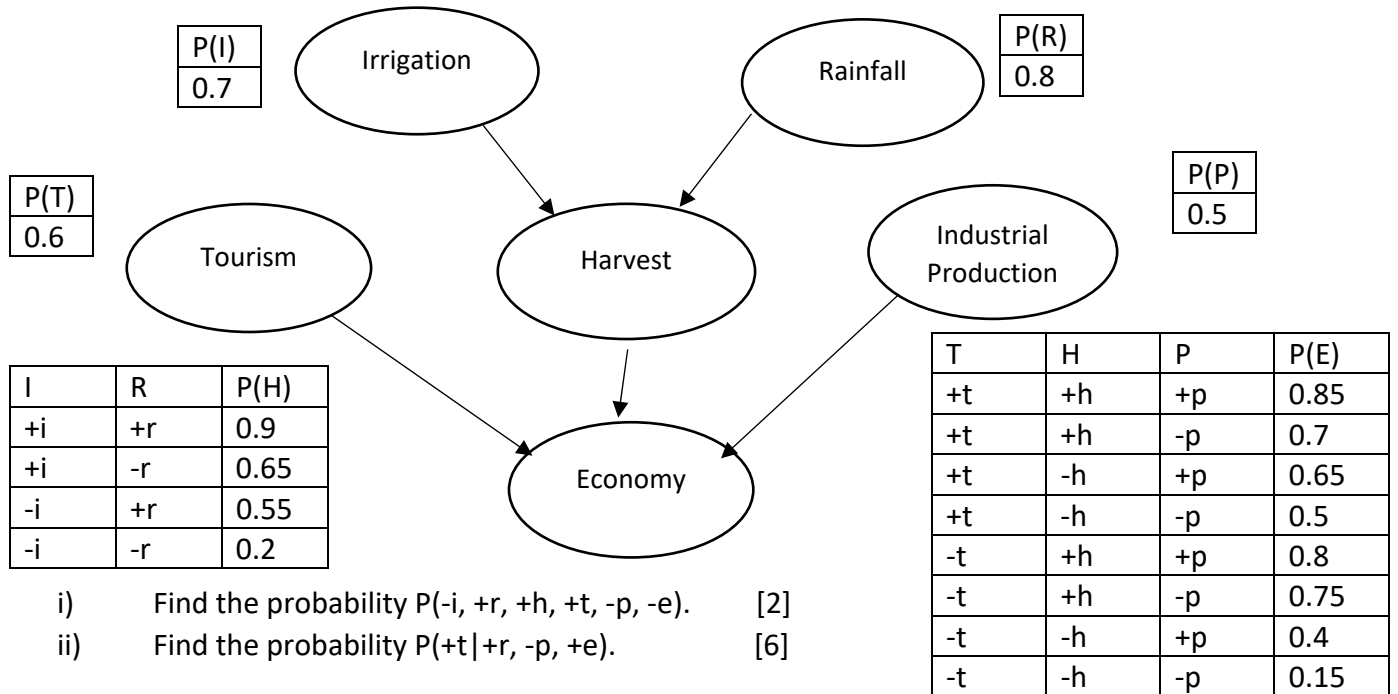 P(I)
0.7
Irrigation
Rainfall
P(R)
0.8
P(T)
0.6
Tourism
Harvest
Industrial
Production
P(P)
0.5
I R P(H)
+i +r 0.9
+i -r 0.65
-i +r 0.55
-i -r 0.2
Economy
T H P P(E)
+t +h +p 0.85
+t +h -p 0.7
+t -h +p 0.65
+t -h -p 0.5
-t +h +p 0.8
-t +h -p 0.75
-t -h +p 0.4
-t -h -p 0.15
i) Find the probability P(-i, +r, +h, +t, -p, -e). [2]
ii) Find the probability P(+t|+r, -p, +e). [6]